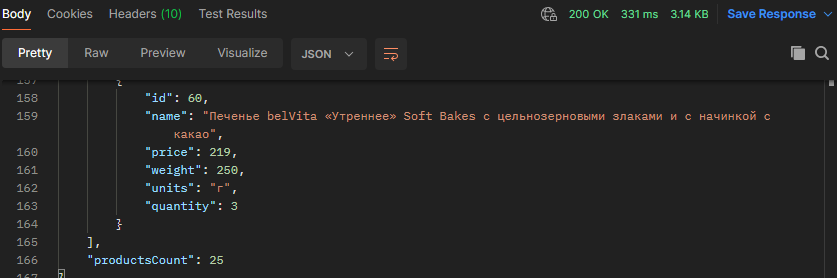 Body Cookies Headers (10) Test Results 200 OK 331 ms 3.14 KB Save Response
Pretty Raw Preview Visualize JSON
157 {
158 "id": 60,
159 "name": "Печенье belVita «Утреннее» Soft Bakes с цельнозерновыми злаками и с начинкой с
какао",
160 "price": 219,
161 "weight": 250,
162 "units": "г",
163 "quantity": 3
164 }
165 ],
166 "productsCount": 25
167 }